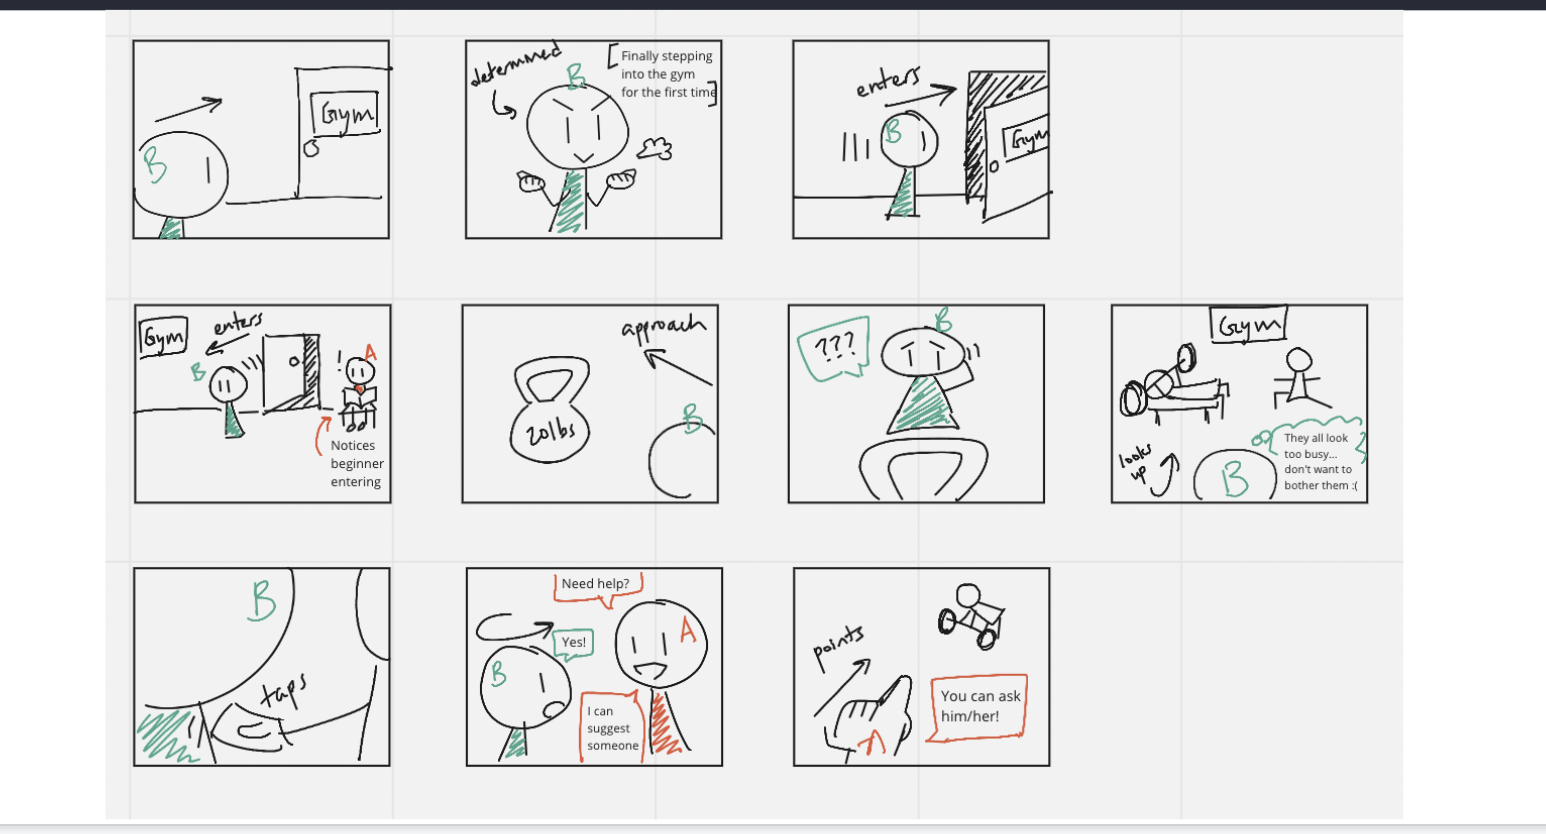 Gym
B
determined
B
Finally stepping
into the gym
for the first time
enters
B
Gym
Gym
enters
B
A
!
Notices
beginner
entering
approach
B
20lbs
???
B
Gym
looks
up
B
They all look
too busy...
don't want to
bother them :(
B
taps
Need help?
Yes!
B
A
I can
suggest
someone
points
A
You can ask
him/her!